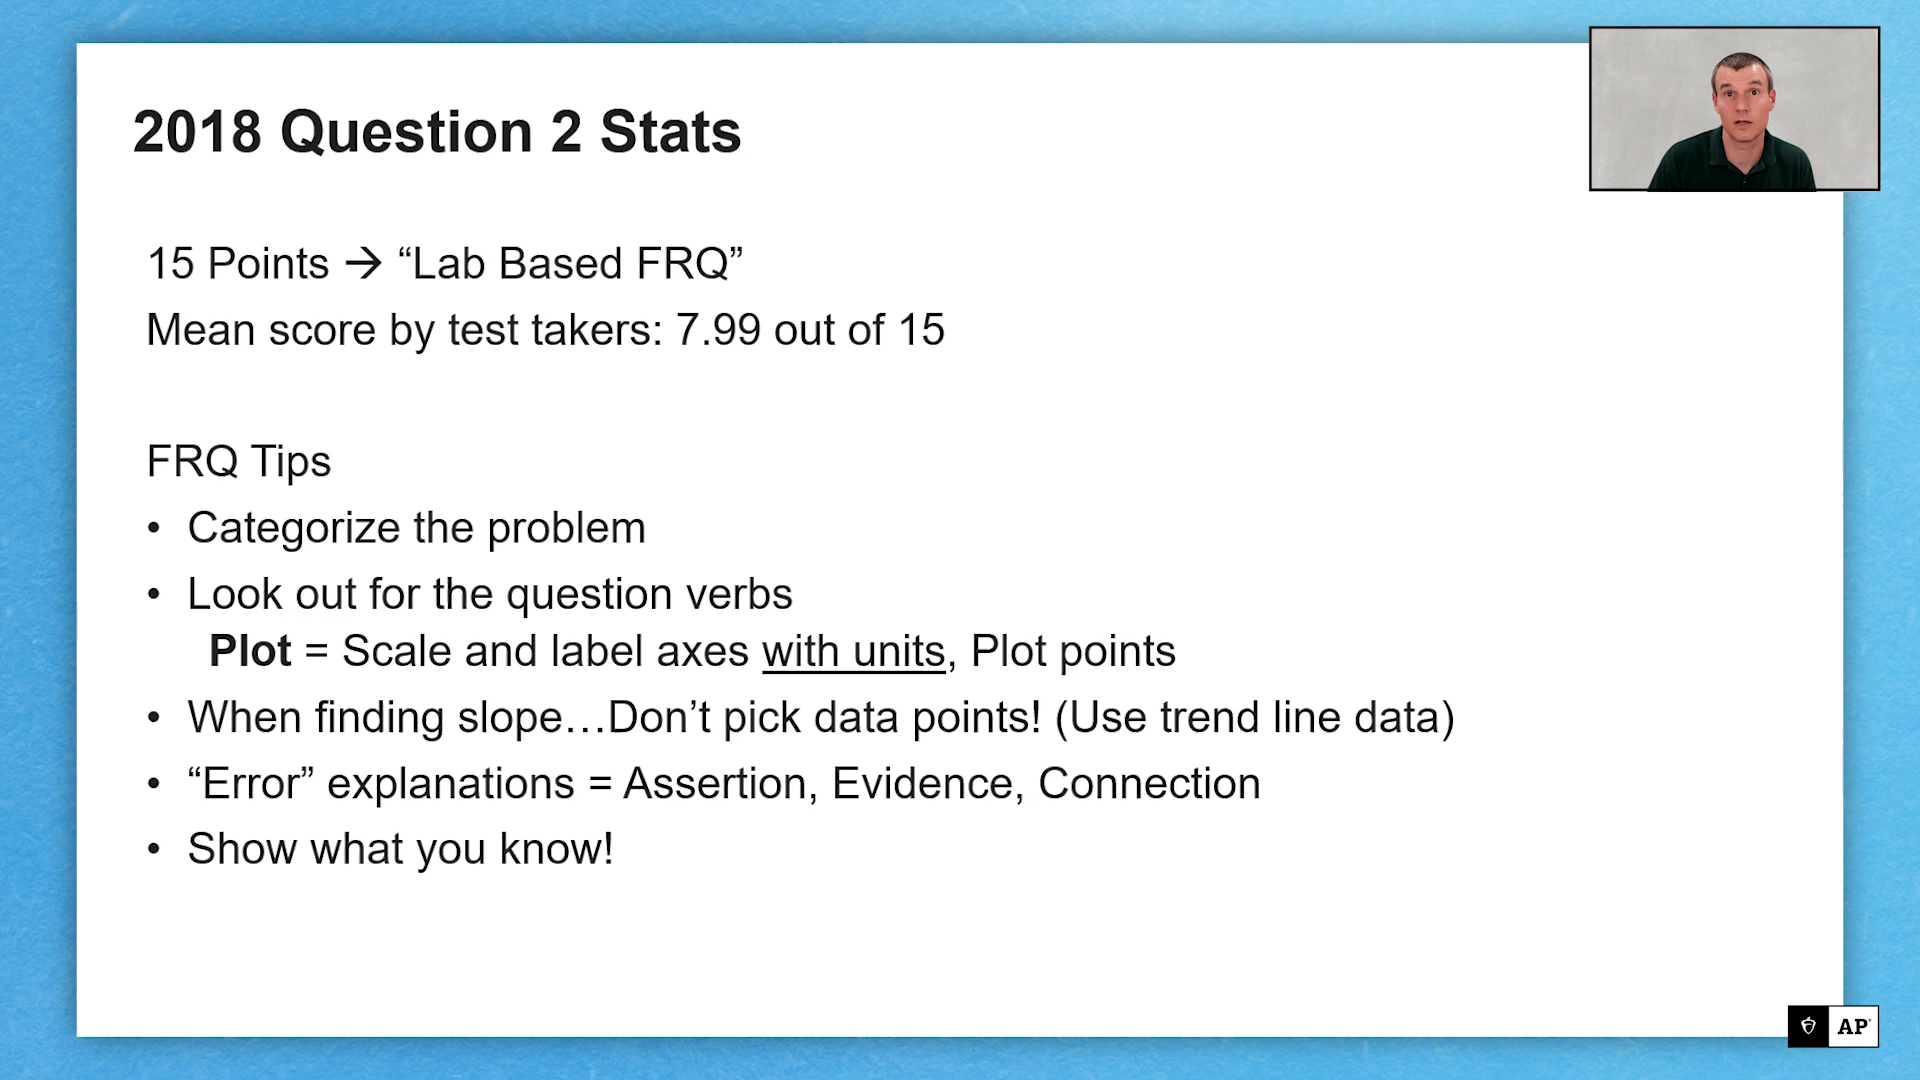 2018 Question 2 Stats
15 Points → “Lab Based FRQ”
Mean score by test takers: 7.99 out of 15
FRQ Tips
• Categorize the problem
• Look out for the question verbs
Plot = Scale and label axes with units, Plot points
• When finding slope…Don’t pick data points! (Use trend line data)
• “Error” explanations = Assertion, Evidence, Connection
• Show what you know!
AP